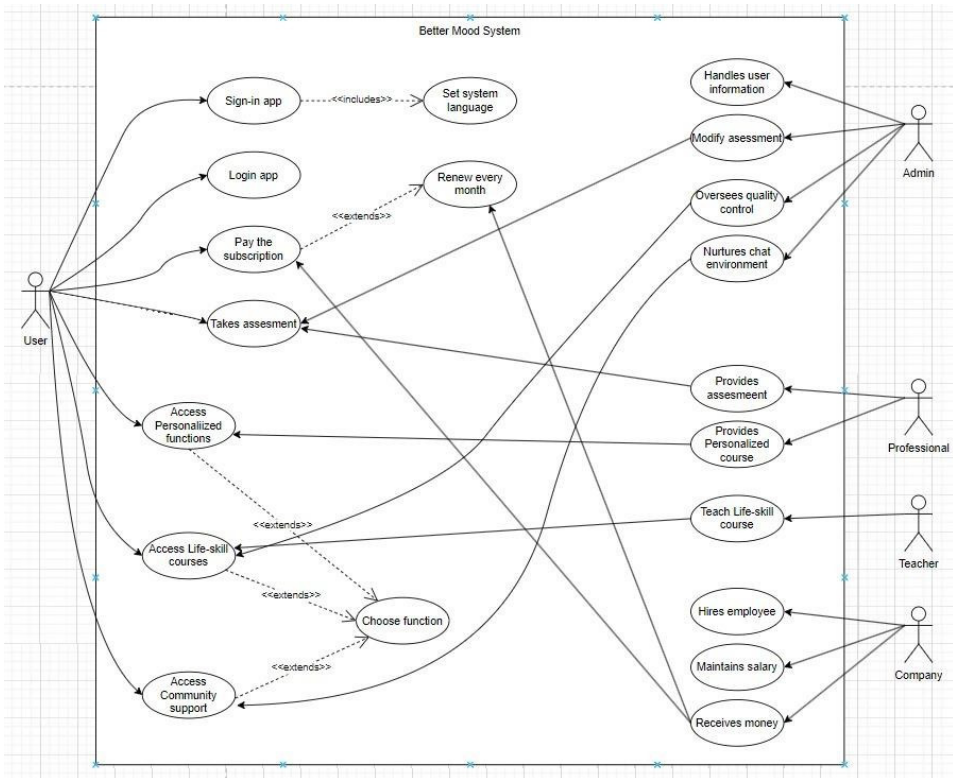 Better Mood System
Sign-in app
<<includes>>
Set system
language
Handles user
information
Modify asessment
Admin
Login app
Renew every
month
Oversees quality
control
<<extends>>
Pay the
subscription
Nurtures chat
environment
User
Takes assesment
Provides
assesmeent
Access
Personaliized
functions
Provides
Personalized
course
Professional
<<extends>>
Teach Life-skill
course
Access Life-skill
courses
Teacher
<<extends>>
Choose function
Hires employee
<<extends>>
Maintains salary
Company
Access
Community
support
Receives money